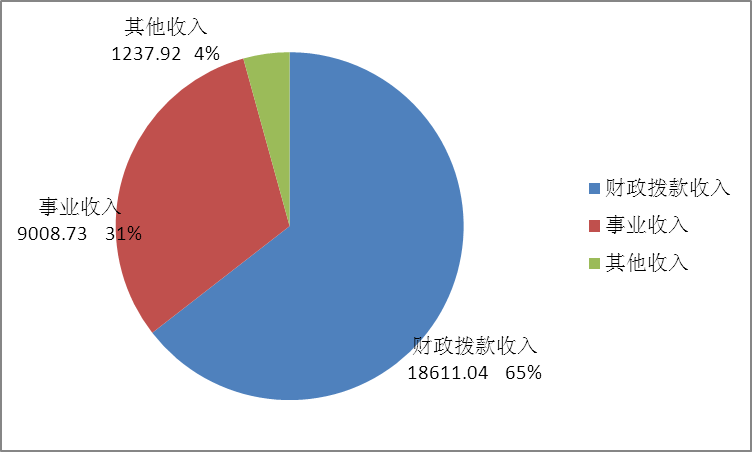 其他收入
1237.92 4%
事业收入
9008.73 31%
财政拨款收入
18611.04 65%
财政拨款收入
事业收入
其他收入